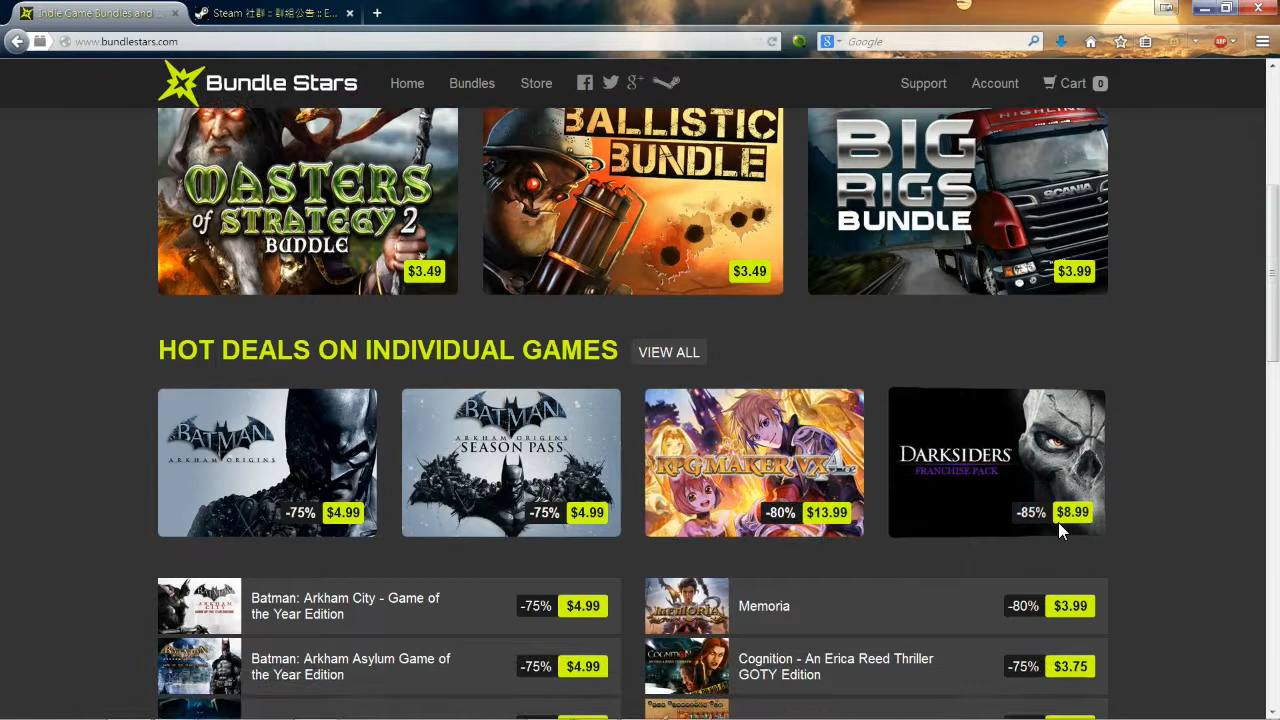 Indie Game Bundles and ...
Steam 社群 :: 群組公告 :: E...
www.bundlestars.com
Google
Bundle Stars
Home
Bundles
Store
Support
Account
Cart
0
MASTERS
of STRATEGY 2
BUNDLE
$3.49
BALLISTIC
BUNDLE
$3.49
BIG
RIGS
BUNDLE
HIGHLINE
SCANIA
$3.99
HOT DEALS ON INDIVIDUAL GAMES
VIEW ALL
BATMAN
ARKHAM ORIGINS
-75%
$4.99
BATMAN
ARKHAM ORIGINS
SEASON PASS
-75%
$4.99
RPG MAKER VX Ace
-80%
$13.99
DARKSIDERS
FRANCHISE PACK
-85%
$8.99
Batman: Arkham City - Game of
the Year Edition
-75%
$4.99
Memoria
-80%
$3.99
Batman: Arkham Asylum Game of
the Year Edition
-75%
$4.99
Cognition - An Erica Reed Thriller
GOTY Edition
-75%
$3.75